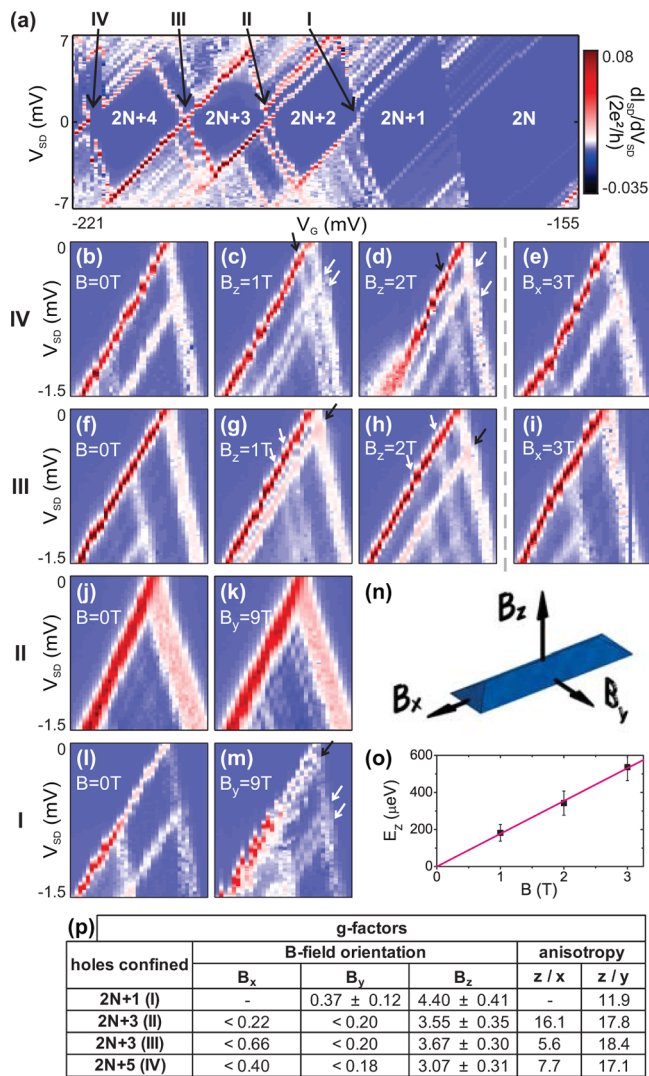 (a) IV III II I
7
V_SD (mV)
0
-7
2N+4 2N+3 2N+2 2N+1 2N
-221 V_G (mV) -155
0.08
dI_SD/dV_SD
(2e²/h)
-0.035
(b) (c) (d) (e)
B=0T B_z=1T B_z=2T B_x=3T
IV
V_SD (mV)
0
-1.5
(f) (g) (h) (i)
B=0T B_z=1T B_z=2T B_x=3T
III
V_SD (mV)
0
-1.5
(j) (k) (n)
B=0T B_y=9T
II
V_SD (mV)
0
-1.5
B_z
B_x B_y
(l) (m) (o)
B=0T B_y=9T
I
V_SD (mV)
0
-1.5
E_z (μeV)
600
400
200
0
0 1 2 3
B (T)
(p) g-factors
holes confined B-field orientation anisotropy
B_x B_y B_z z / x z / y
2N+1 (I) - 0.37 ± 0.12 4.40 ± 0.41 - 11.9
2N+3 (II) < 0.22 < 0.20 3.55 ± 0.35 16.1 17.8
2N+3 (III) < 0.66 < 0.20 3.67 ± 0.30 5.6 18.4
2N+5 (IV) < 0.40 < 0.18 3.07 ± 0.31 7.7 17.1